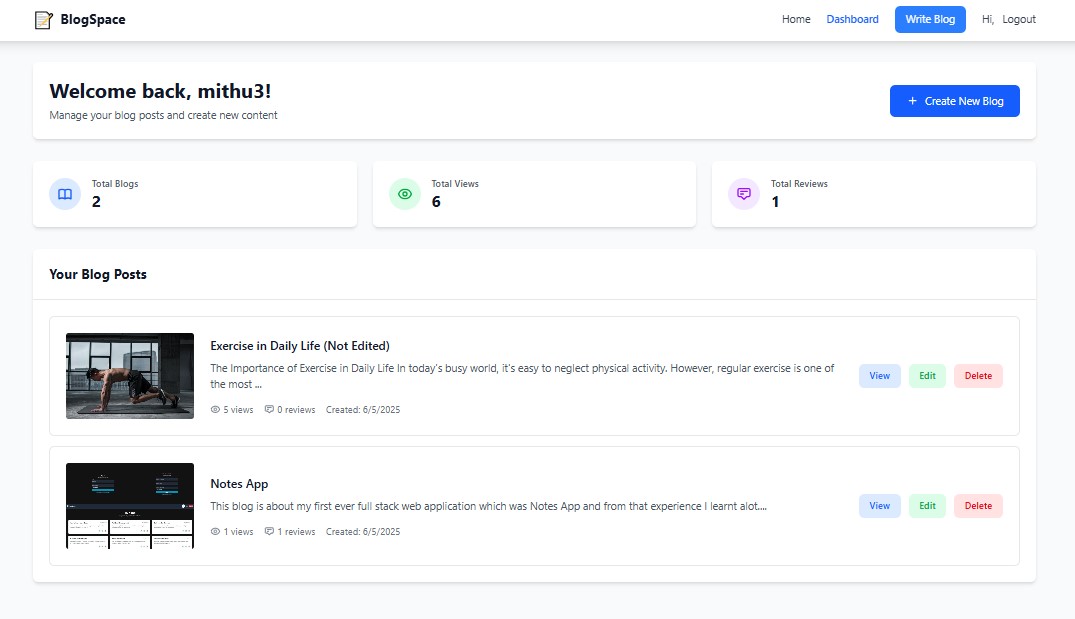 BlogSpace
Home Dashboard Write Blog Hi, Logout
Welcome back, mithu3!
Manage your blog posts and create new content
+ Create New Blog
Total Blogs
2
Total Views
6
Total Reviews
1
Your Blog Posts
Exercise in Daily Life (Not Edited)
The Importance of Exercise in Daily Life In today's busy world, it's easy to neglect physical activity. However, regular exercise is one of
the most ...
5 views 0 reviews Created: 6/5/2025
View Edit Delete
Notes App
This blog is about my first ever full stack web application which was Notes App and from that experience I learnt alot....
1 views 1 reviews Created: 6/5/2025
View Edit Delete